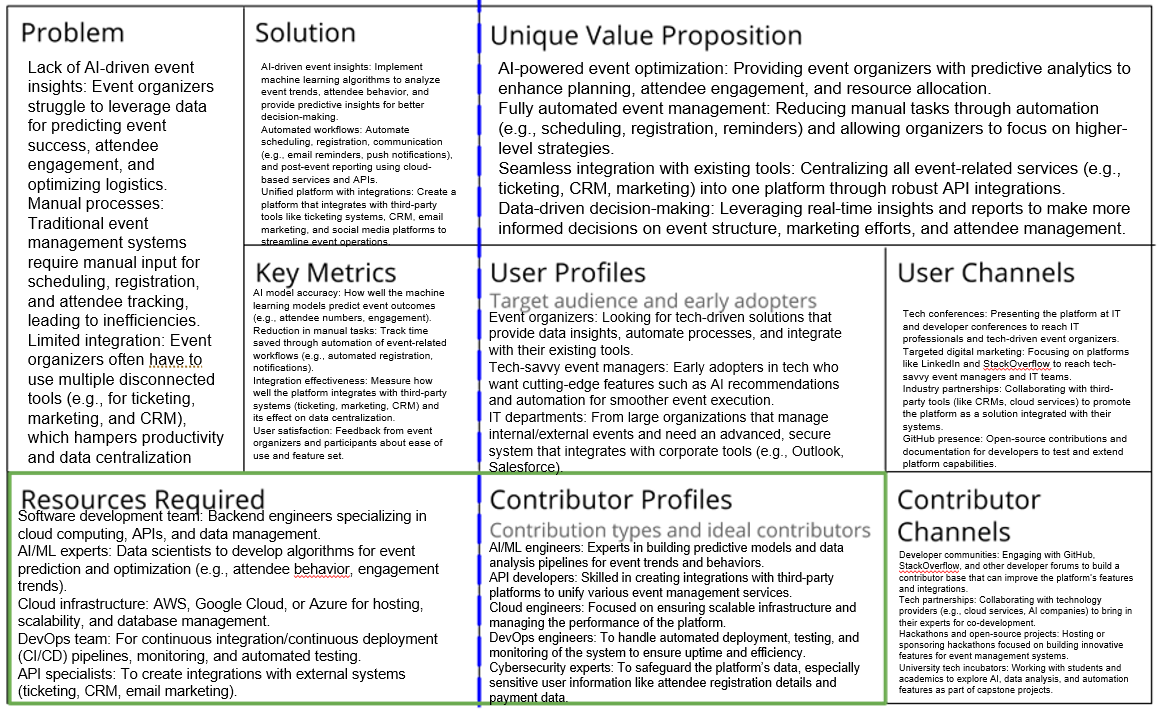 Problem
Lack of AI-driven event
insights: Event organizers
struggle to leverage data
for predicting event
success, attendee
engagement, and
optimizing logistics.
Manual processes:
Traditional event
management systems
require manual input for
scheduling, registration,
and attendee tracking,
leading to inefficiencies.
Limited integration: Event
organizers often have to
use multiple disconnected
tools (e.g., for ticketing,
marketing, and CRM),
which hampers productivity
and data centralization
Solution
AI-driven event insights: Implement
machine learning algorithms to analyze
event trends, attendee behavior, and
provide predictive insights for better
decision-making.
Automated workflows: Automate
scheduling, registration, communication
(e.g., email reminders, push notifications),
and post-event reporting using cloud-
based services and APIs.
Unified platform with integrations: Create a
platform that integrates with third-party
tools like ticketing systems, CRM, email
marketing, and social media platforms to
streamline event operations.
Unique Value Proposition
AI-powered event optimization: Providing event organizers with predictive analytics to
enhance planning, attendee engagement, and resource allocation.
Fully automated event management: Reducing manual tasks through automation
(e.g., scheduling, registration, reminders) and allowing organizers to focus on higher-
level strategies.
Seamless integration with existing tools: Centralizing all event-related services (e.g.,
ticketing, CRM, marketing) into one platform through robust API integrations.
Data-driven decision-making: Leveraging real-time insights and reports to make more
informed decisions on event structure, marketing efforts, and attendee management.
Key Metrics
AI model accuracy: How well the machine
learning models predict event outcomes
(e.g., attendee numbers, engagement).
Reduction in manual tasks: Track time
saved through automation of event-related
workflows (e.g., automated registration,
notifications).
Integration effectiveness: Measure how
well the platform integrates with third-party
systems (ticketing, marketing, CRM) and
its effect on data centralization.
User satisfaction: Feedback from event
organizers and participants about ease of
use and feature set.
User Profiles
Target audience and early adopters
Event organizers: Looking for tech-driven solutions that
provide data insights, automate processes, and integrate
with their existing tools.
Tech-savvy event managers: Early adopters in tech who
want cutting-edge features such as AI recommendations
and automation for smoother event execution.
IT departments: From large organizations that manage
internal/external events and need an advanced, secure
system that integrates with corporate tools (e.g., Outlook,
Salesforce).
User Channels
Tech conferences: Presenting the platform at IT
and developer conferences to reach IT
professionals and tech-driven event organizers.
Targeted digital marketing: Focusing on platforms
like LinkedIn and StackOverflow to reach tech-
savvy event managers and IT teams.
Industry partnerships: Collaborating with third-
party tools (like CRMs, cloud services) to promote
the platform as a solution integrated with their
systems.
GitHub presence: Open-source contributions and
documentation for developers to test and extend
platform capabilities.
Resources Required
Software development team: Backend engineers specializing in
cloud computing, APIs, and data management.
AI/ML experts: Data scientists to develop algorithms for event
prediction and optimization (e.g., attendee behavior, engagement
trends).
Cloud infrastructure: AWS, Google Cloud, or Azure for hosting,
scalability, and database management.
DevOps team: For continuous integration/continuous deployment
(CI/CD) pipelines, monitoring, and automated testing.
API specialists: To create integrations with external systems
(ticketing, CRM, email marketing).
Contributor Profiles
Contribution types and ideal contributors
AI/ML engineers: Experts in building predictive models and data
analysis pipelines for event trends and behaviors.
API developers: Skilled in creating integrations with third-party
platforms to unify various event management services.
Cloud engineers: Focused on ensuring scalable infrastructure and
managing the performance of the platform.
DevOps engineers: To handle automated deployment, testing, and
monitoring of the system to ensure uptime and efficiency.
Cybersecurity experts: To safeguard the platform's data, especially
sensitive user information like attendee registration details and
payment data.
Contributor
Channels
Developer communities: Engaging with GitHub,
StackOverflow, and other developer forums to build a
contributor base that can improve the platform's features
and integrations.
Tech partnerships: Collaborating with technology
providers (e.g., cloud services, AI companies) to bring in
their experts for co-development.
Hackathons and open-source projects: Hosting or
sponsoring hackathons focused on building innovative
features for event management systems.
University tech incubators: Working with students and
academics to explore AI, data analysis, and automation
features as part of capstone projects.